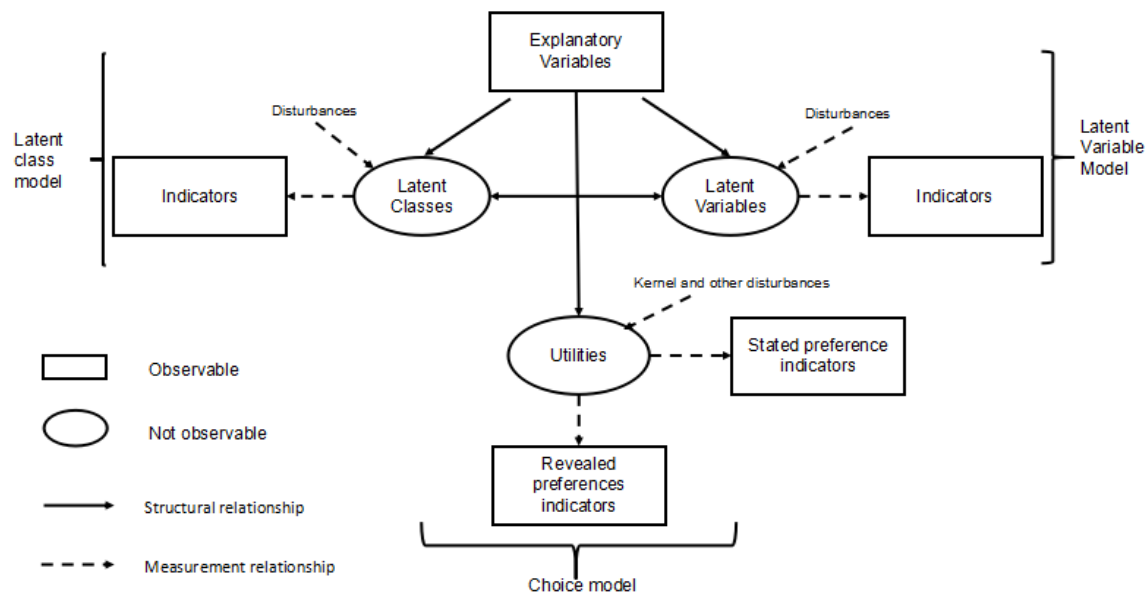 Explanatory
Variables
Disturbances
Disturbances
Latent
class
model
Latent
Variable
Model
Indicators
Latent
Classes
Latent
Variables
Indicators
Kernel and other disturbances
Utilities
Stated preference
indicators
Observable
Not observable
Revealed
preferences
indicators
Structural relationship
Measurement relationship
Choice model